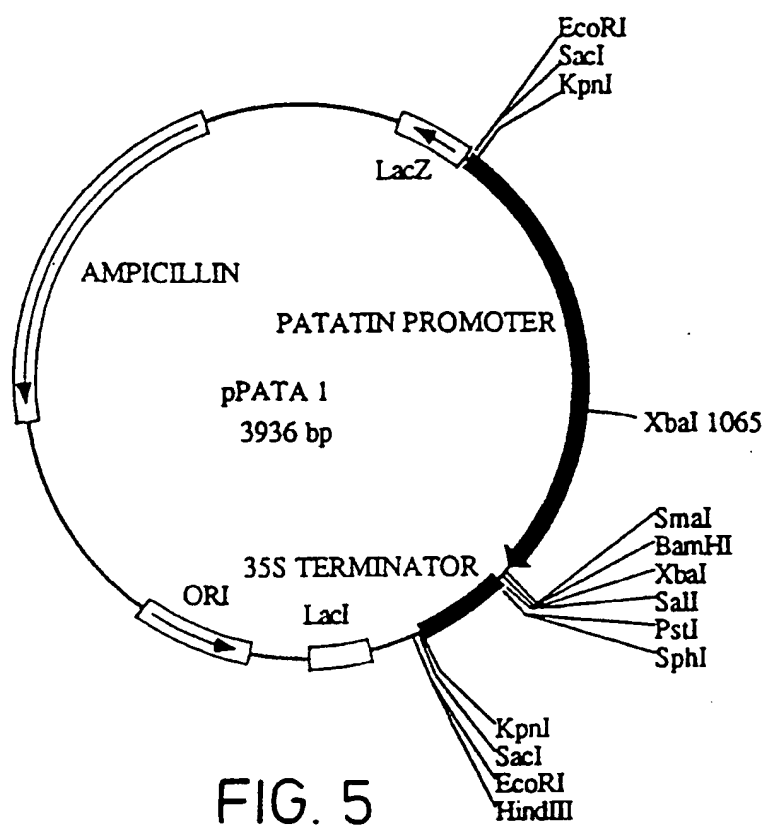 EcoRI
SacI
KpnI
LacZ
AMPICILLIN
PATATIN PROMOTER
pPATA 1
3936 bp
XbaI 1065
SmaI
BamHI
XbaI
SalI
PstI
SphI
35S TERMINATOR
ORI
LacI
KpnI
SacI
EcoRI
HindIII
FIG. 5